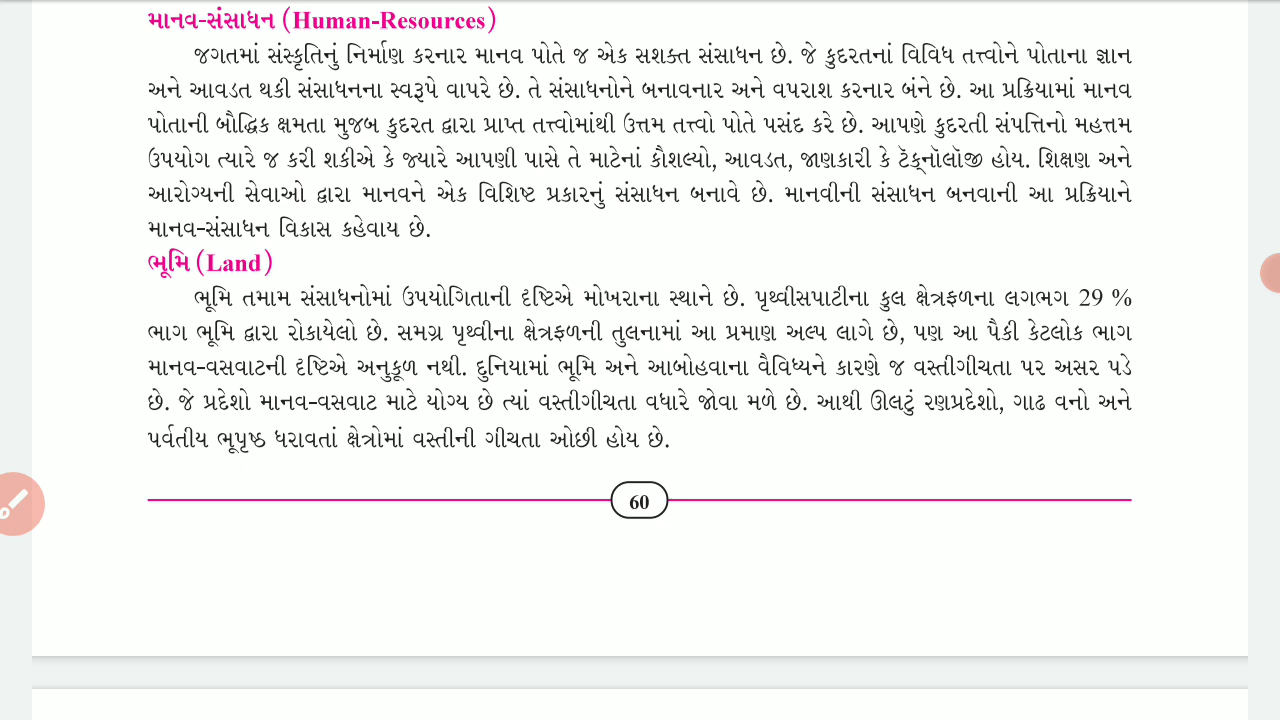 માનવ-સંસાધન (Human-Resources)
જગતમાં સંસ્કૃતિનું નિર્માણ કરનાર માનવ પોતે જ એક સશક્ત સંસાધન છે. જે કુદરતનાં વિવિધ તત્ત્વોને પોતાના જ્ઞાન
અને આવડત થકી સંસાધનના સ્વરૂપે વાપરે છે. તે સંસાધનોને બનાવનાર અને વપરાશ કરનાર બંને છે. આ પ્રક્રિયામાં માનવ
પોતાની બૌદ્ધિક ક્ષમતા મુજબ કુદરત દ્વારા પ્રાપ્ત તત્ત્વોમાંથી ઉત્તમ તત્ત્વો પોતે પસંદ કરે છે. આપણે કુદરતી સંપત્તિનો મહત્તમ
ઉપયોગ ત્યારે જ કરી શકીએ કે જ્યારે આપણી પાસે તે માટેનાં કૌશલ્યો, આવડત, જાણકારી કે ટૅક્નૉલૉજી હોય. શિક્ષણ અને
આરોગ્યની સેવાઓ દ્વારા માનવને એક વિશિષ્ટ પ્રકારનું સંસાધન બનાવે છે. માનવીની સંસાધન બનવાની આ પ્રક્રિયાને
માનવ-સંસાધન વિકાસ કહેવાય છે.
ભૂમિ (Land)
ભૂમિ તમામ સંસાધનોમાં ઉપયોગિતાની દૃષ્ટિએ મોખરાના સ્થાને છે. પૃથ્વીસપાટીના કુલ ક્ષેત્રફળના લગભગ 29 %
ભાગ ભૂમિ દ્વારા રોકાયેલો છે. સમગ્ર પૃથ્વીના ક્ષેત્રફળની તુલનામાં આ પ્રમાણ અલ્પ લાગે છે, પણ આ પૈકી કેટલોક ભાગ
માનવ-વસવાટની દૃષ્ટિએ અનુકૂળ નથી. દુનિયામાં ભૂમિ અને આબોહવાના વૈવિધ્યને કારણે જ વસ્તીગીચતા પર અસર પડે
છે. જે પ્રદેશો માનવ-વસવાટ માટે યોગ્ય છે ત્યાં વસ્તીગીચતા વધારે જોવા મળે છે. આથી ઊલટું રણપ્રદેશો, ગાઢ વનો અને
પર્વતીય ભૂપૃષ્ઠ ધરાવતાં ક્ષેત્રોમાં વસ્તીની ગીચતા ઓછી હોય છે.
60